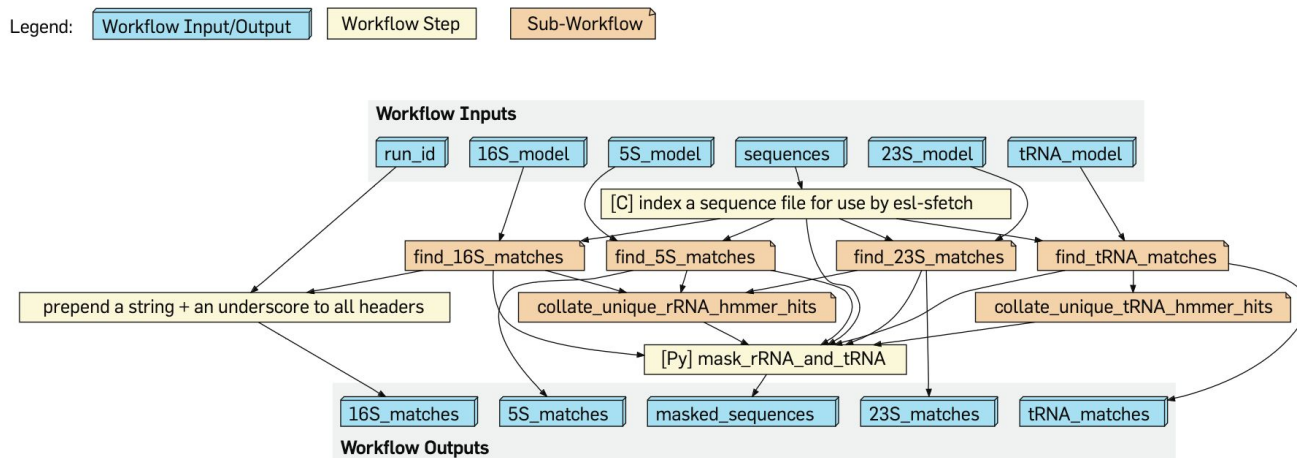 Legend: Workflow Input/Output Workflow Step Sub-Workflow
Workflow Inputs
run_id 16S_model 5S_model sequences 23S_model tRNA_model
[C] index a sequence file for use by esl-sfetch
find_16S_matches find_5S_matches find_23S_matches find_tRNA_matches
prepend a string + an underscore to all headers collate_unique_rRNA_hmmer_hits collate_unique_tRNA_hmmer_hits
[Py] mask_rRNA_and_tRNA
16S_matches 5S_matches masked_sequences 23S_matches tRNA_matches
Workflow Outputs